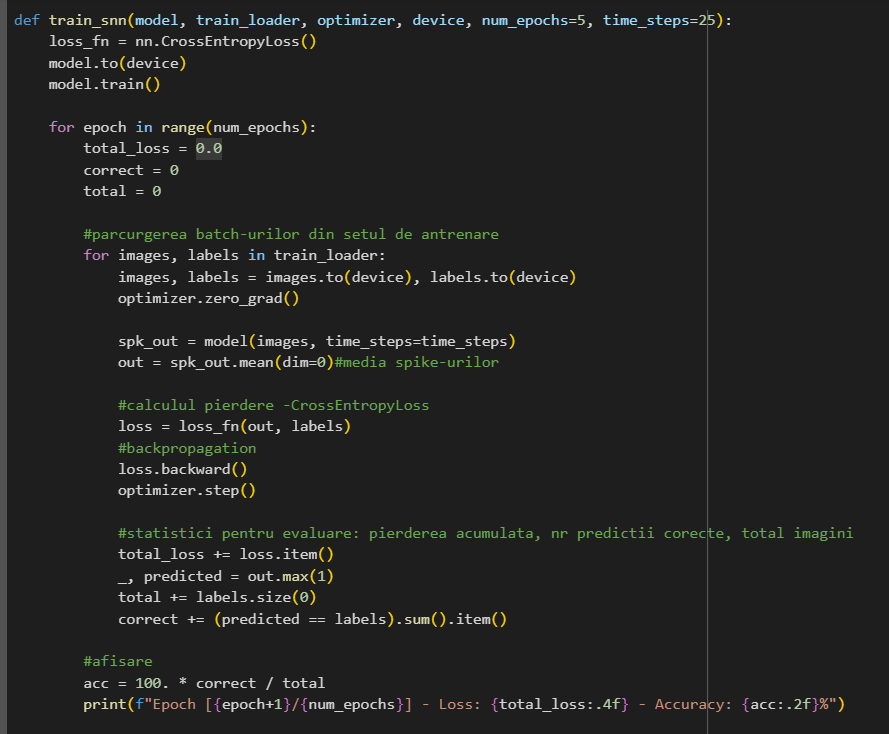 def train_snn(model, train_loader, optimizer, device, num_epochs=5, time_steps=25):
    loss_fn = nn.CrossEntropyLoss()
    model.to(device)
    model.train()

    for epoch in range(num_epochs):
        total_loss = 0.0
        correct = 0
        total = 0

        #parcurgerea batch-urilor din setul de antrenare
        for images, labels in train_loader:
            images, labels = images.to(device), labels.to(device)
            optimizer.zero_grad()

            spk_out = model(images, time_steps=time_steps)
            out = spk_out.mean(dim=0)#media spike-urilor

            #calculul pierdere -CrossEntropyLoss
            loss = loss_fn(out, labels)
            #backpropagation
            loss.backward()
            optimizer.step()

            #statistici pentru evaluare: pierderea acumulata, nr predictii corecte, total imagini
            total_loss += loss.item()
            _, predicted = out.max(1)
            total += labels.size(0)
            correct += (predicted == labels).sum().item()

        #afisare
        acc = 100. * correct / total
        print(f"Epoch [{epoch+1}/{num_epochs}] - Loss: {total_loss:.4f} - Accuracy: {acc:.2f}%")